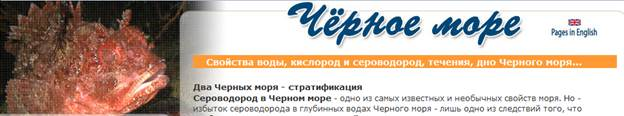 Чёрное море
Pages in English
Свойства воды, кислород и сероводород, течения, дно Черного моря...
Два Черных моря - стратификация
Сероводород в Черном море - одно из самых известных и необычных свойств моря. Но -
избыток сероводорода в глубинных водах Черного моря - лишь одно из следствий того, что